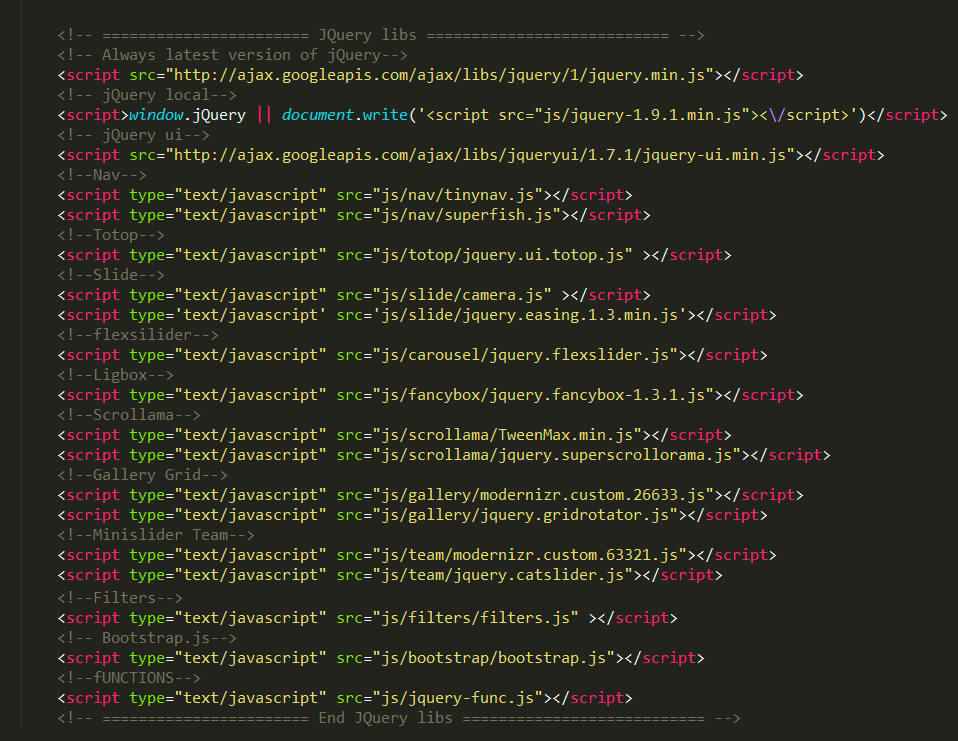 <!-- ======================= JQuery libs =========================== -->
<!-- Always latest version of jQuery-->
<script src="http://ajax.googleapis.com/ajax/libs/jquery/1/jquery.min.js"></script>
<!-- jQuery local-->
<script>window.jQuery || document.write('<script src="js/jquery-1.9.1.min.js"><\/script>')</script>
<!-- jQuery ui-->
<script src="http://ajax.googleapis.com/ajax/libs/jqueryui/1.7.1/jquery-ui.min.js"></script>
<!--Nav-->
<script type="text/javascript" src="js/nav/tinynav.js"></script>
<script type="text/javascript" src="js/nav/superfish.js"></script>
<!--Totop-->
<script type="text/javascript" src="js/totop/jquery.ui.totop.js" ></script>
<!--Slide-->
<script type="text/javascript" src="js/slide/camera.js" ></script>
<script type='text/javascript' src='js/slide/jquery.easing.1.3.min.js'></script>
<!--flexsilider-->
<script type="text/javascript" src="js/carousel/jquery.flexslider.js"></script>
<!--Ligbox-->
<script type="text/javascript" src="js/fancybox/jquery.fancybox-1.3.1.js"></script>
<!--Scrollama-->
<script type="text/javascript" src="js/scrollama/TweenMax.min.js"></script>
<script type="text/javascript" src="js/scrollama/jquery.superscrollorama.js"></script>
<!--Gallery Grid-->
<script type="text/javascript" src="js/gallery/modernizr.custom.26633.js"></script>
<script type="text/javascript" src="js/gallery/jquery.gridrotator.js"></script>
<!--Minislider Team-->
<script type="text/javascript" src="js/team/modernizr.custom.63321.js"></script>
<script type="text/javascript" src="js/team/jquery.catslider.js"></script>
<!--Filters-->
<script type="text/javascript" src="js/filters/filters.js" ></script>
<!-- Bootstrap.js-->
<script type="text/javascript" src="js/bootstrap/bootstrap.js"></script>
<!--fUNCTIONS-->
<script type="text/javascript" src="js/jquery-func.js"></script>
<!-- ======================= End JQuery libs =========================== -->